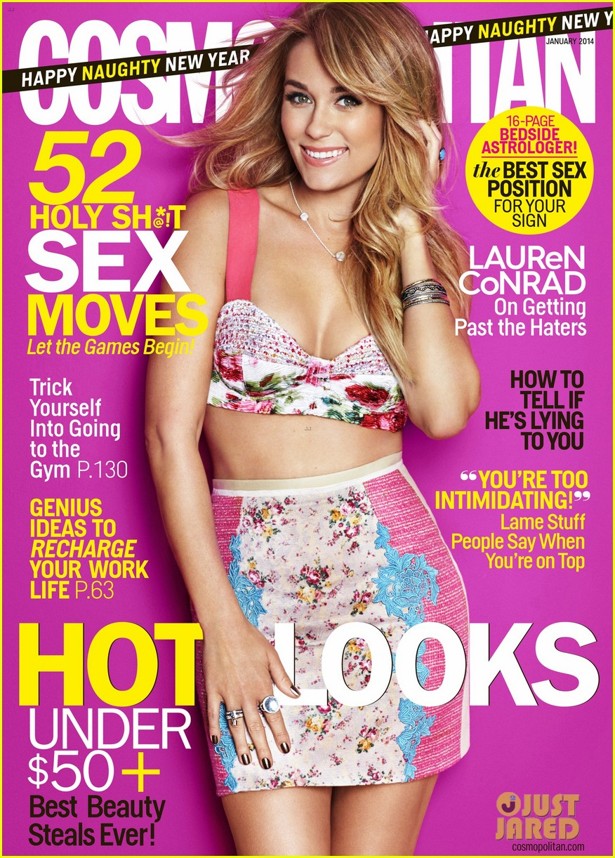 HAPPY NAUGHTY NEW YEAR
HAPPY NAUGHTY NEW Y
COSM ITAN
JANUARY 2014
52
HOLY SH*@!T
SEX
MOVES
Let the Games Begin!
Trick
Yourself
Into Going
to the
Gym P.130
GENIUS
IDEAS TO
RECHARGE
YOUR WORK
LIFE P.63
16-PAGE
BEDSIDE
ASTROLOGER!
the BEST SEX
POSITION
FOR YOUR
SIGN
LAUReN
CoNRAD
On Getting
Past the Haters
HOW TO
TELL IF
HE'S LYING
TO YOU
“YOU'RE TOO
INTIMIDATING!”
Lame Stuff
People Say When
You're on Top
HOT LOOKS
UNDER
$50+
Best Beauty
Steals Ever!
JUST
JARED
cosmopolitan.com